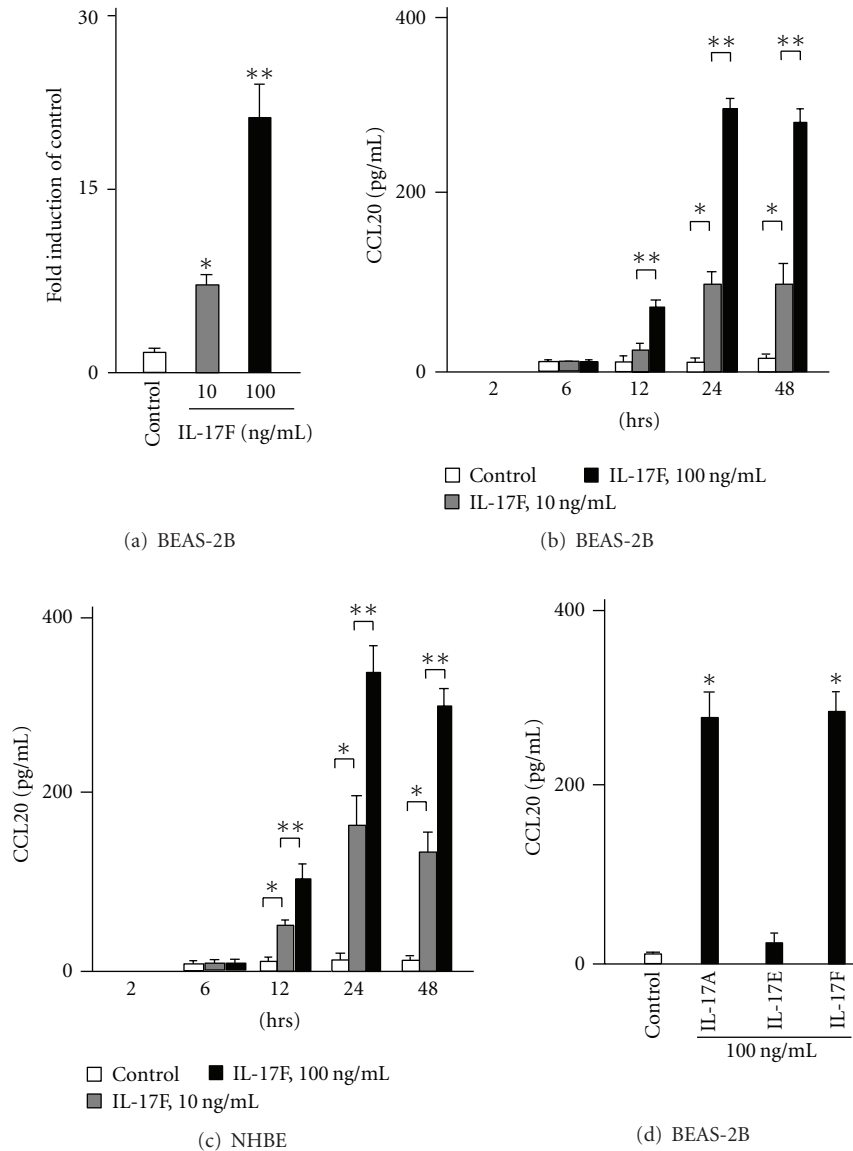 Fold induction of control
30
15
0
**
*
Control
10
100
IL-17F (ng/mL)
(a) BEAS-2B
CCL20 (pg/mL)
400
200
0
**
**
*
*
**
2
6
12
24
48
(hrs)
Control
IL-17F, 100 ng/mL
IL-17F, 10 ng/mL
(b) BEAS-2B
CCL20 (pg/mL)
400
200
0
**
**
*
*
**
*
2
6
12
24
48
(hrs)
Control
IL-17F, 100 ng/mL
IL-17F, 10 ng/mL
(c) NHBE
CCL20 (pg/mL)
400
200
0
*
*
Control
IL-17A
IL-17E
IL-17F
100 ng/mL
(d) BEAS-2B